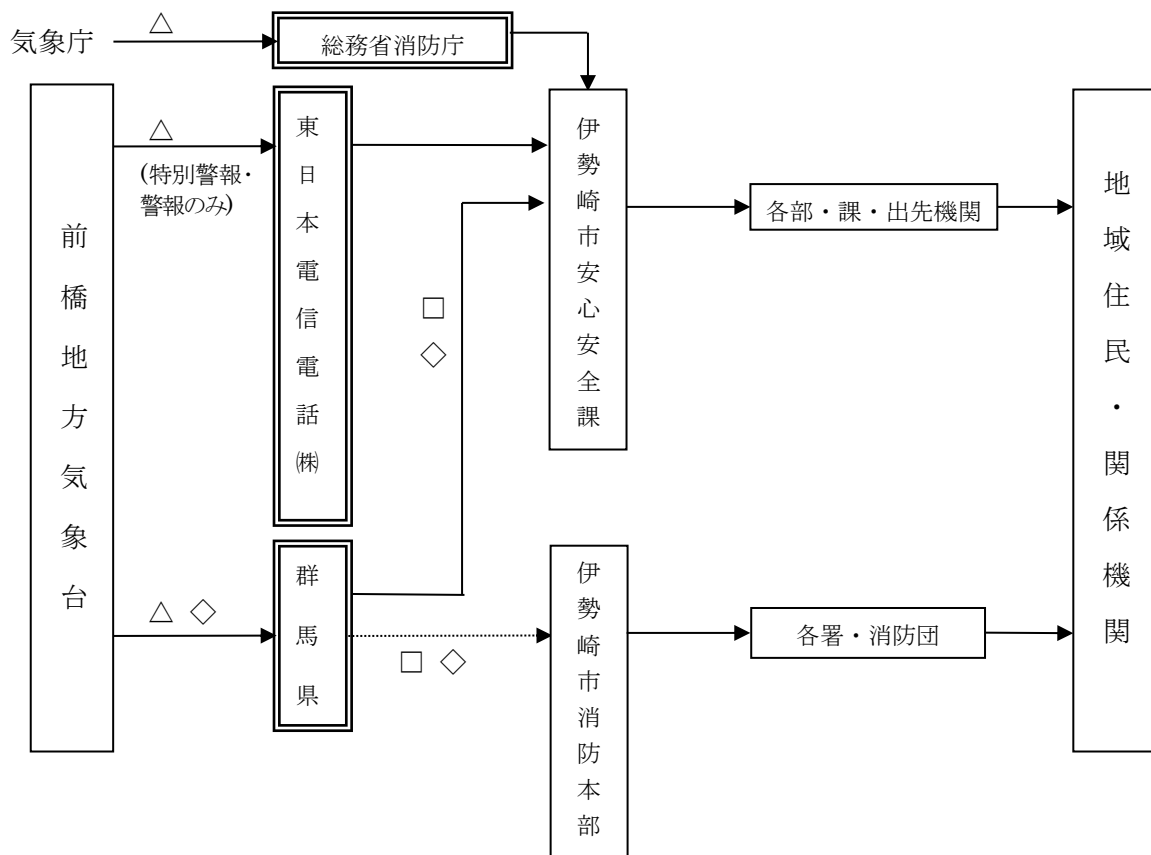 気象庁
△
総務省消防庁
前橋地方気象台
△
(特別警報・
警報のみ)
東日本電信電話㈱
□
◇
伊勢崎市安心安全課
各部・課・出先機関
地域住民・関係機関
△ ◇
群馬県
□ ◇
伊勢崎市消防本部
各署・消防団